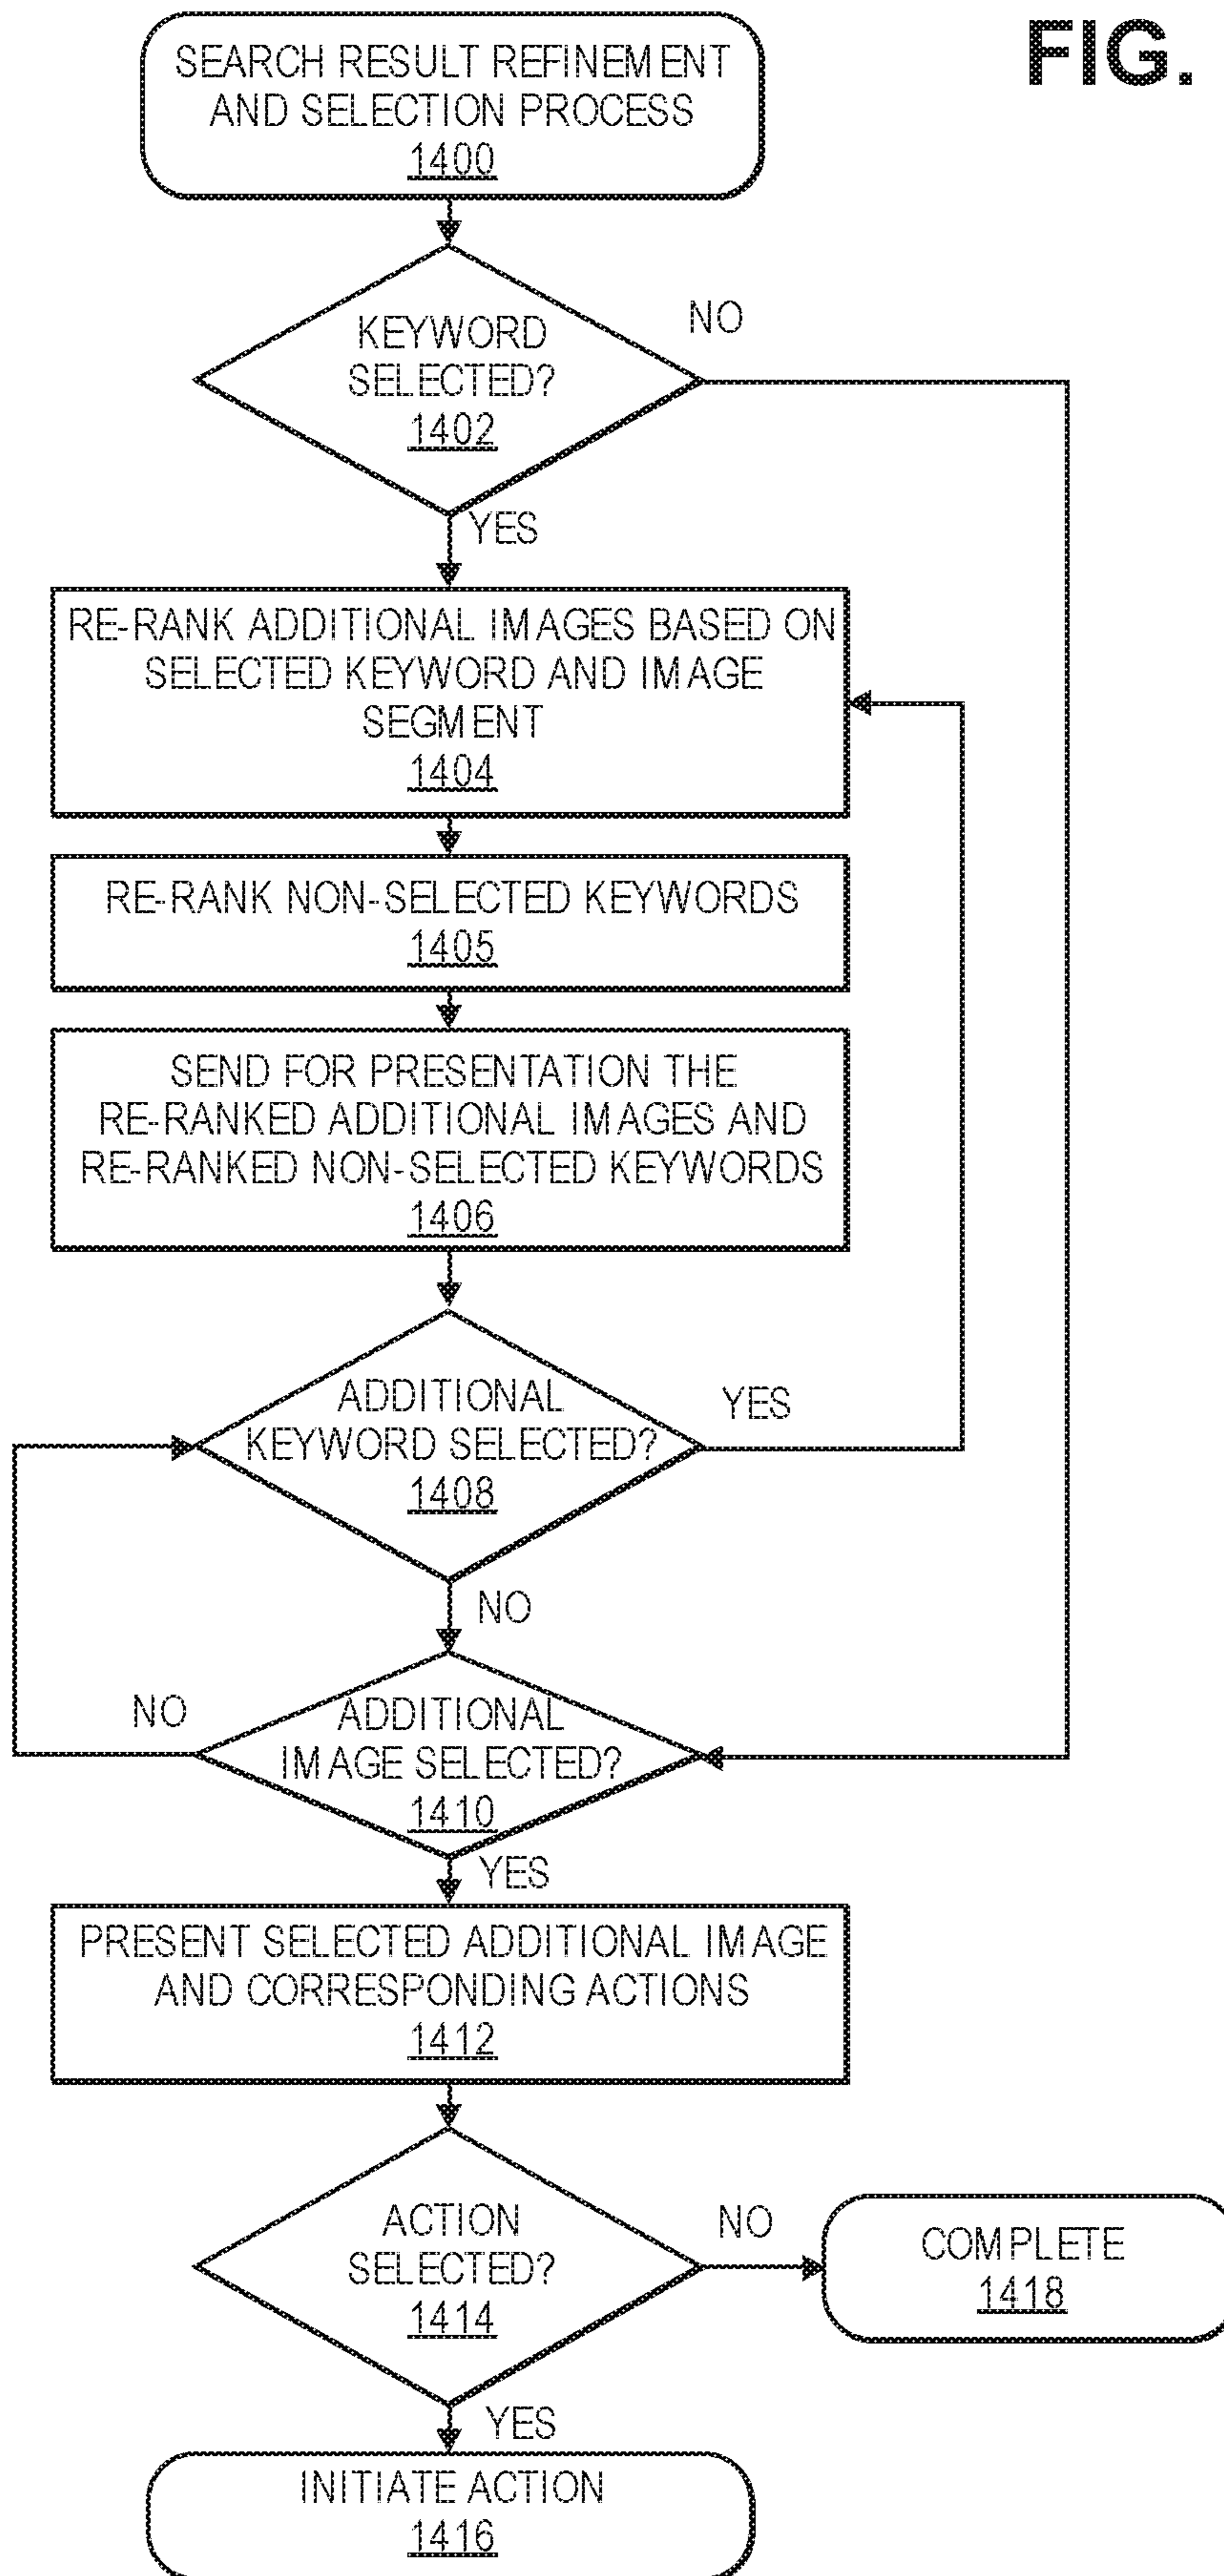 FIG.
SEARCH RESULT REFINEMENT
AND SELECTION PROCESS
1400
KEYWORD
SELECTED?
1402
NO
YES
RE-RANK ADDITIONAL IMAGES BASED ON
SELECTED KEYWORD AND IMAGE
SEGMENT
1404
RE-RANK NON-SELECTED KEYWORDS
1405
SEND FOR PRESENTATION THE
RE-RANKED ADDITIONAL IMAGES AND
RE-RANKED NON-SELECTED KEYWORDS
1406
ADDITIONAL
KEYWORD SELECTED?
1408
YES
NO
ADDITIONAL
IMAGE SELECTED?
1410
NO
YES
PRESENT SELECTED ADDITIONAL IMAGE
AND CORRESPONDING ACTIONS
1412
ACTION
SELECTED?
1414
NO
COMPLETE
1418
YES
INITIATE ACTION
1416